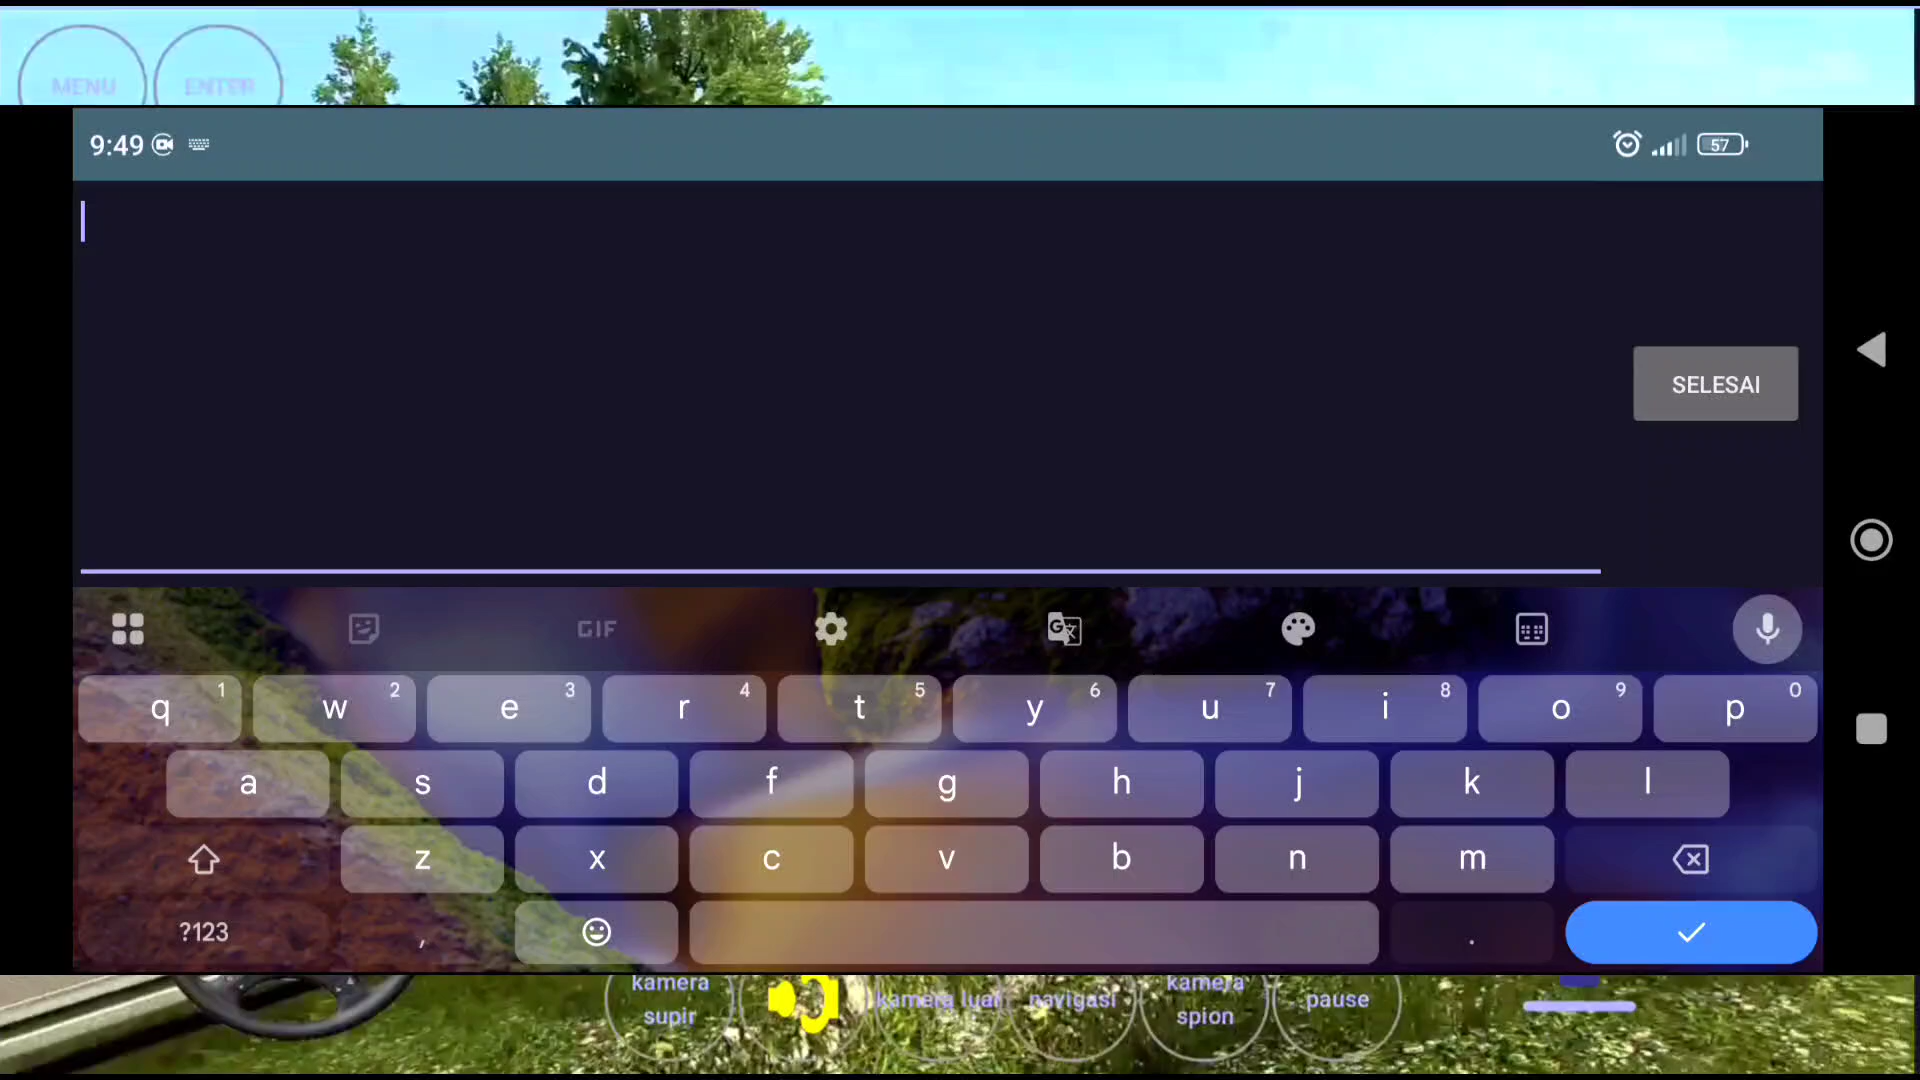 MENU ENTER
9:49 57
SELESAI
GIF G
q 1 w 2 e 3 r 4 t 5 y 6 u 7 i 8 o 9 p 0
a s d f g h j k l
z x c v b n m
?123 , .
kamera supir
kamera luar
navigasi
kamera spion
pause